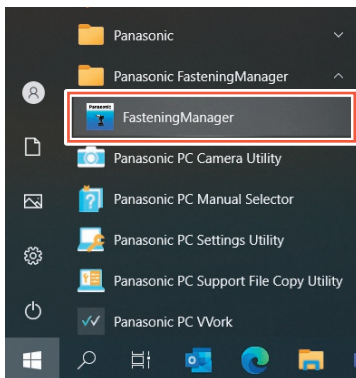 Panasonic
Panasonic FasteningManager
Panasonic
FasteningManager
Panasonic PC Camera Utility
Panasonic PC Manual Selector
Panasonic PC Settings Utility
Panasonic PC Support File Copy Utility
Panasonic PC VWork